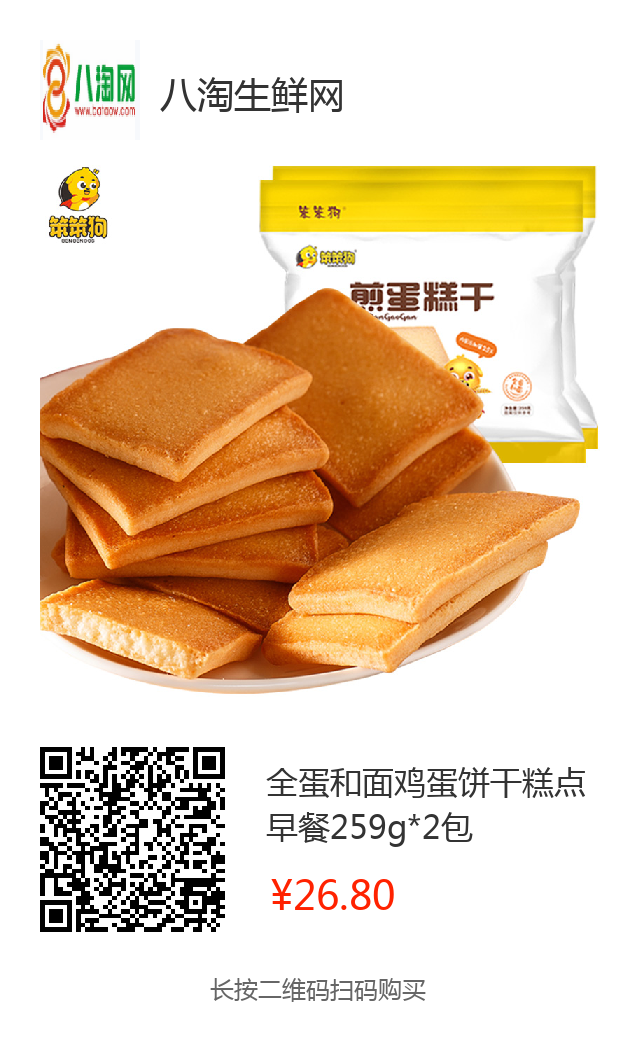 八淘网
www.bataow.com
八淘生鲜网
笨笨狗
BENBENGOU
笨笨狗
笨笨狗
煎蛋糕干
全蛋和面鸡蛋饼干糕点
早餐259g*2包
¥26.80
长按二维码扫码购买